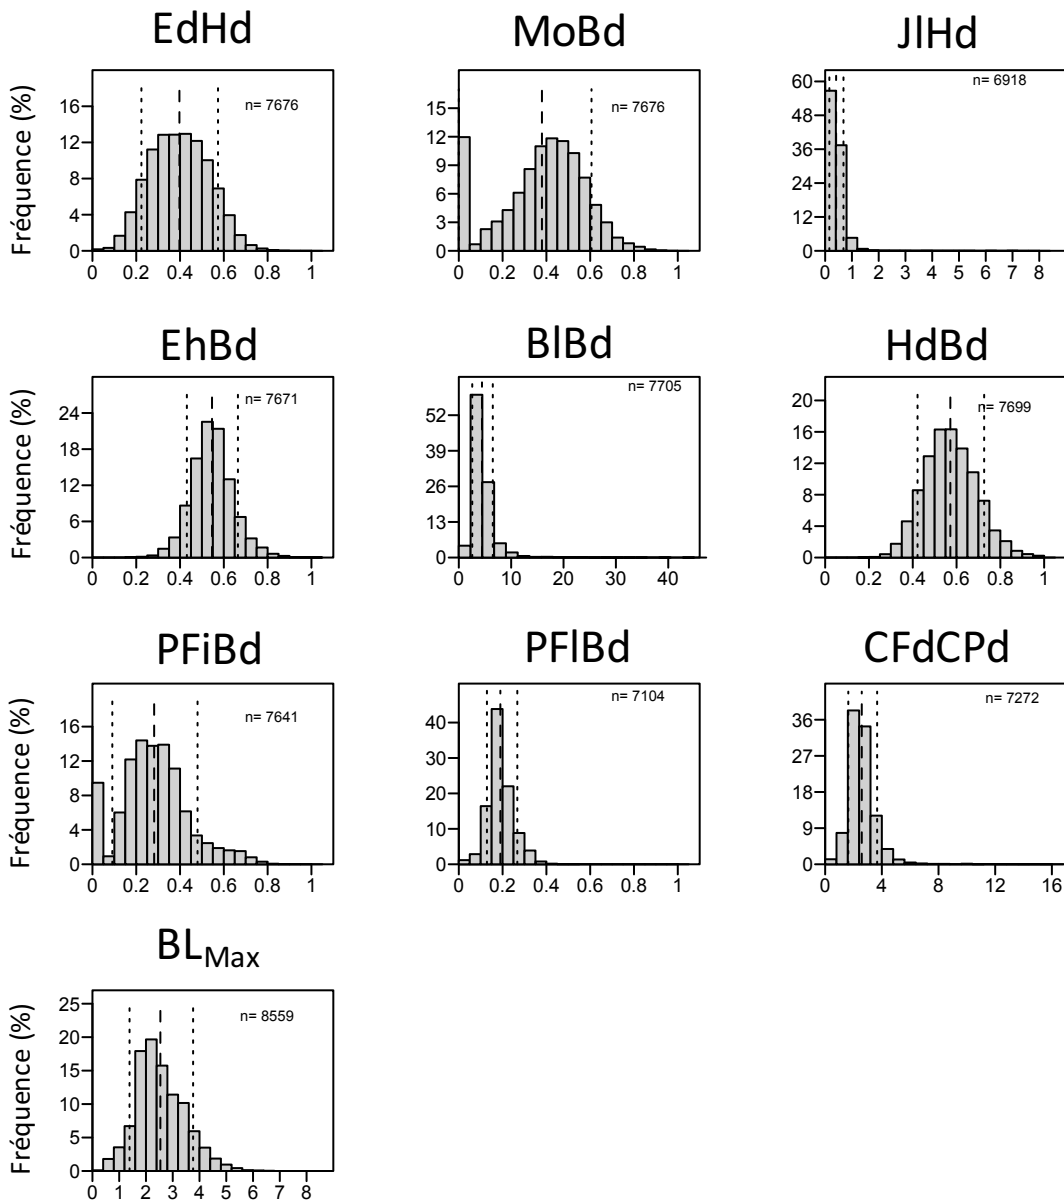 EdHd
MoBd
JlHd
Fréquence (%)
16
12
8
4
0
n= 7676
0 0.2 0.4 0.6 0.8 1
15
12
9
6
3
0
n= 7676
0 0.2 0.4 0.6 0.8 1
60
48
36
24
12
0
n= 6918
0 1 2 3 4 5 6 7 8
EhBd
BlBd
HdBd
Fréquence (%)
24
18
12
6
0
n= 7671
0 0.2 0.4 0.6 0.8 1
52
39
26
13
0
n= 7705
0 10 20 30 40
20
16
12
8
4
0
n= 7699
0 0.2 0.4 0.6 0.8 1
PFiBd
PFlBd
CFdCPd
Fréquence (%)
16
12
8
4
0
n= 7641
0 0.2 0.4 0.6 0.8 1
40
30
20
10
0
n= 7104
0 0.2 0.4 0.6 0.8 1
36
27
18
9
0
n= 7272
0 4 8 12 16
BLMax
Fréquence (%)
25
20
15
10
5
0
n= 8559
0 1 2 3 4 5 6 7 8